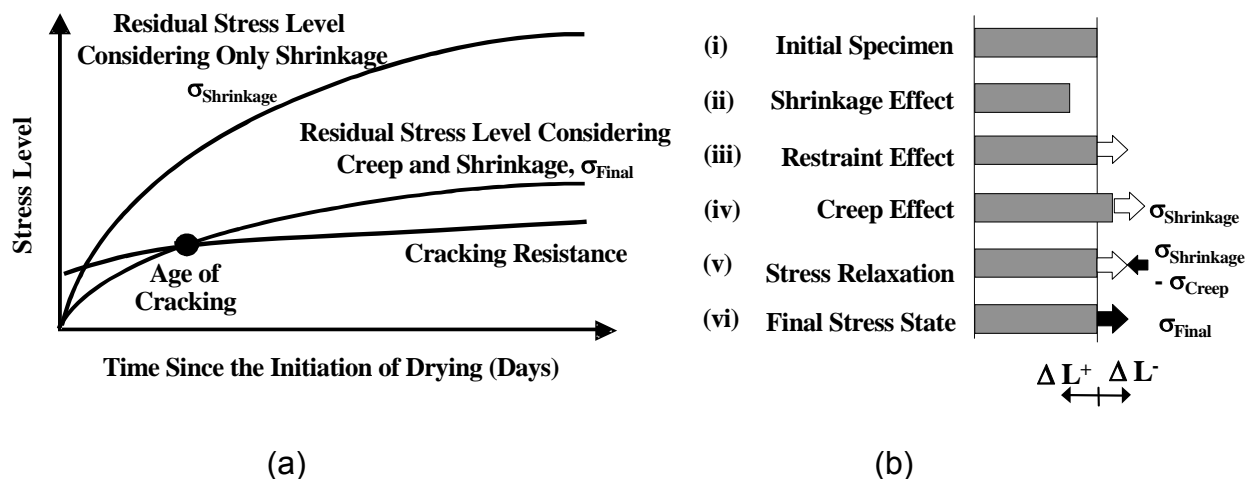 Residual Stress Level
Considering Only Shrinkage
σShrinkage
Residual Stress Level Considering
Creep and Shrinkage, σFinal
Cracking Resistance
Age of
Cracking
Stress Level
Time Since the Initiation of Drying (Days)
(a)
(i) Initial Specimen
(ii) Shrinkage Effect
(iii) Restraint Effect
(iv) Creep Effect
σShrinkage
(v) Stress Relaxation
σShrinkage
- σCreep
(vi) Final Stress State
σFinal
Δ L+ Δ L-
(b)